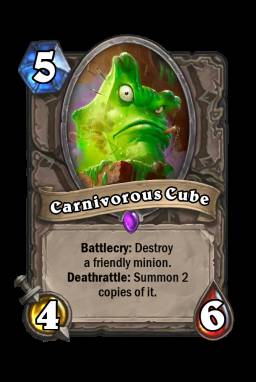 5
Carnivorous Cube
Battlecry: Destroy
a friendly minion.
Deathrattle: Summon 2
copies of it.
4
6